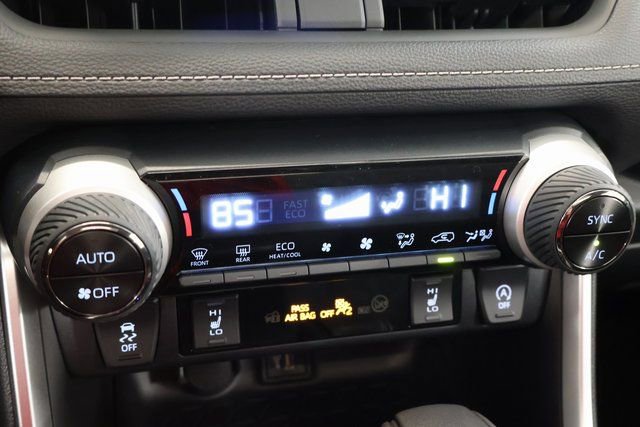 85 FAST ECO HI
FRONT REAR ECO HEAT/COOL
AUTO
OFF
SYNC
A/C
HI LO
PASS AIR BAG OFF 2
HI LO
OFF
A